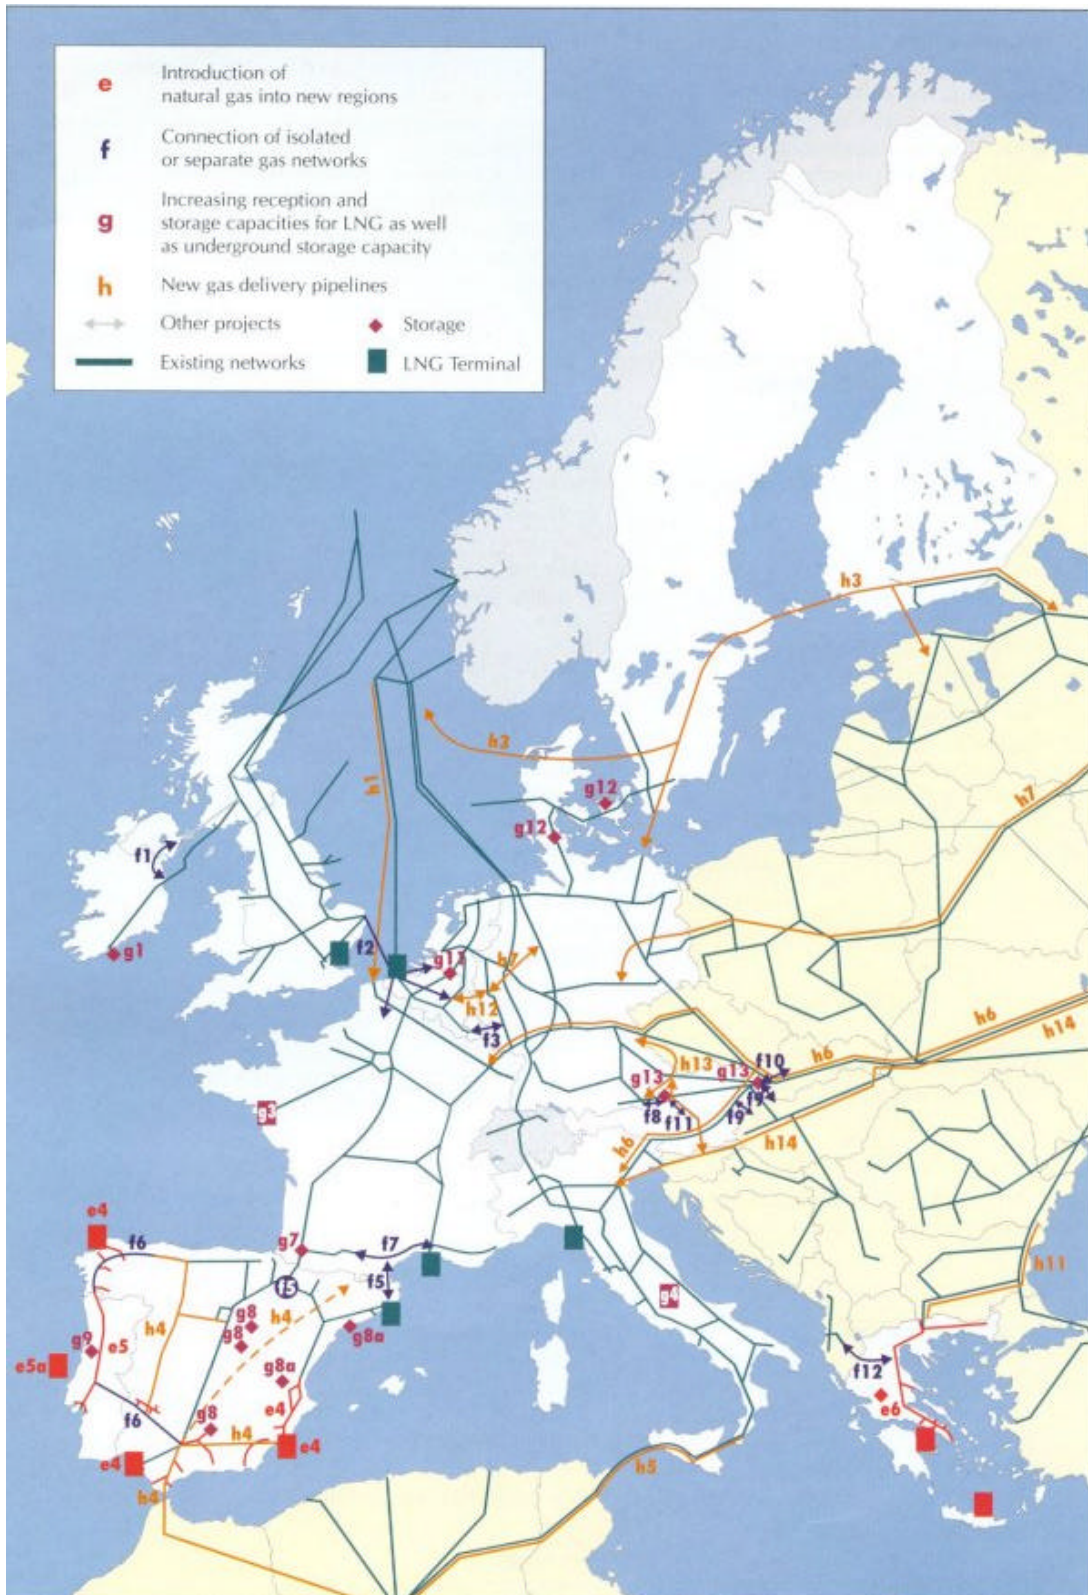 e Introduction of
natural gas into new regions
f Connection of isolated
or separate gas networks
g Increasing reception and
storage capacities for LNG as well
as underground storage capacity
h New gas delivery pipelines
Other projects
Storage
Existing networks
LNG Terminal
h3
h3
h1
h7
g12
g12
f1
g1
f2
g11
h7
h12
f3
h6
h14
h13
f10
h6
g13
g13
f8
f11
f9
f9
h6
h14
g3
e4
f6
g7
f7
f5
f5
h4
g8
g8
h4
g8a
g9
e5
e5a
g8a
e4
f6
g8
h4
e4
e4
h4
g4
h5
h11
f12
e6